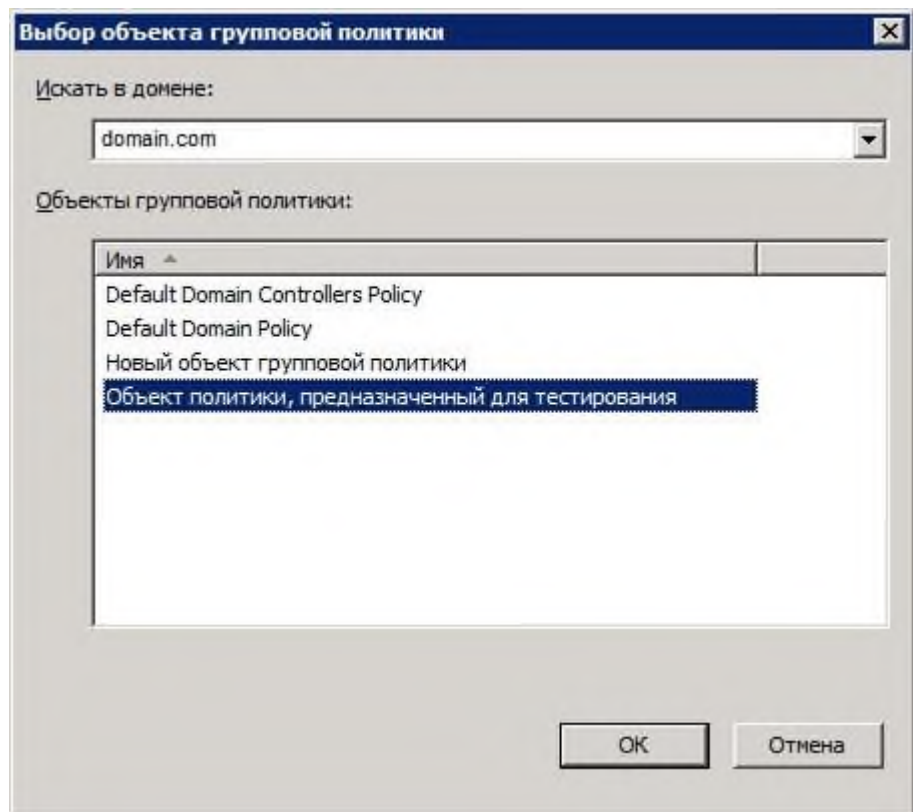 Выбор объекта групповой политики
Искать в домене:
domain.com
Объекты групповой политики:
Имя
Default Domain Controllers Policy
Default Domain Policy
Новый объект групповой политики
Объект политики, предназначенный для тестирования
OK Отмена